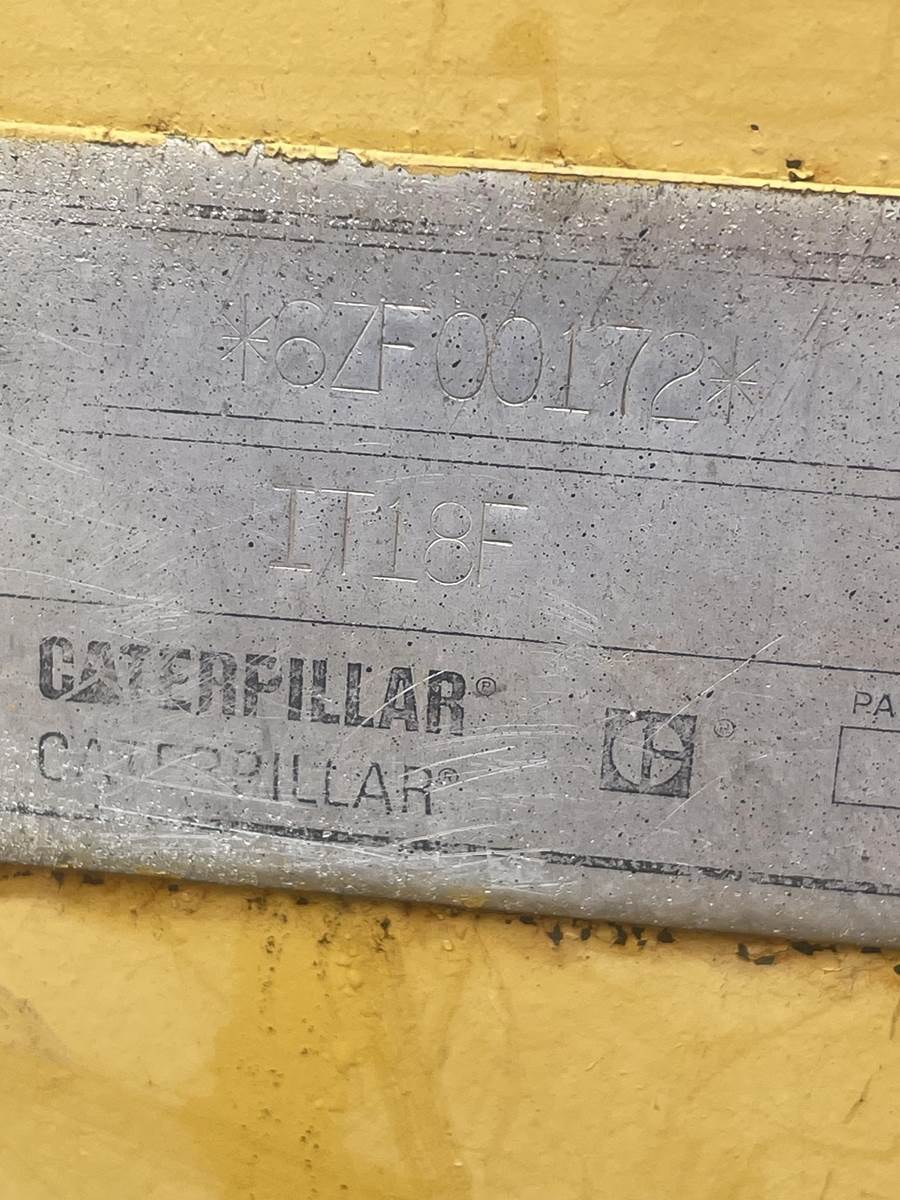 *6ZF00172*
IT18F
CATERPILLAR®
CATERPILLAR®
®
PA